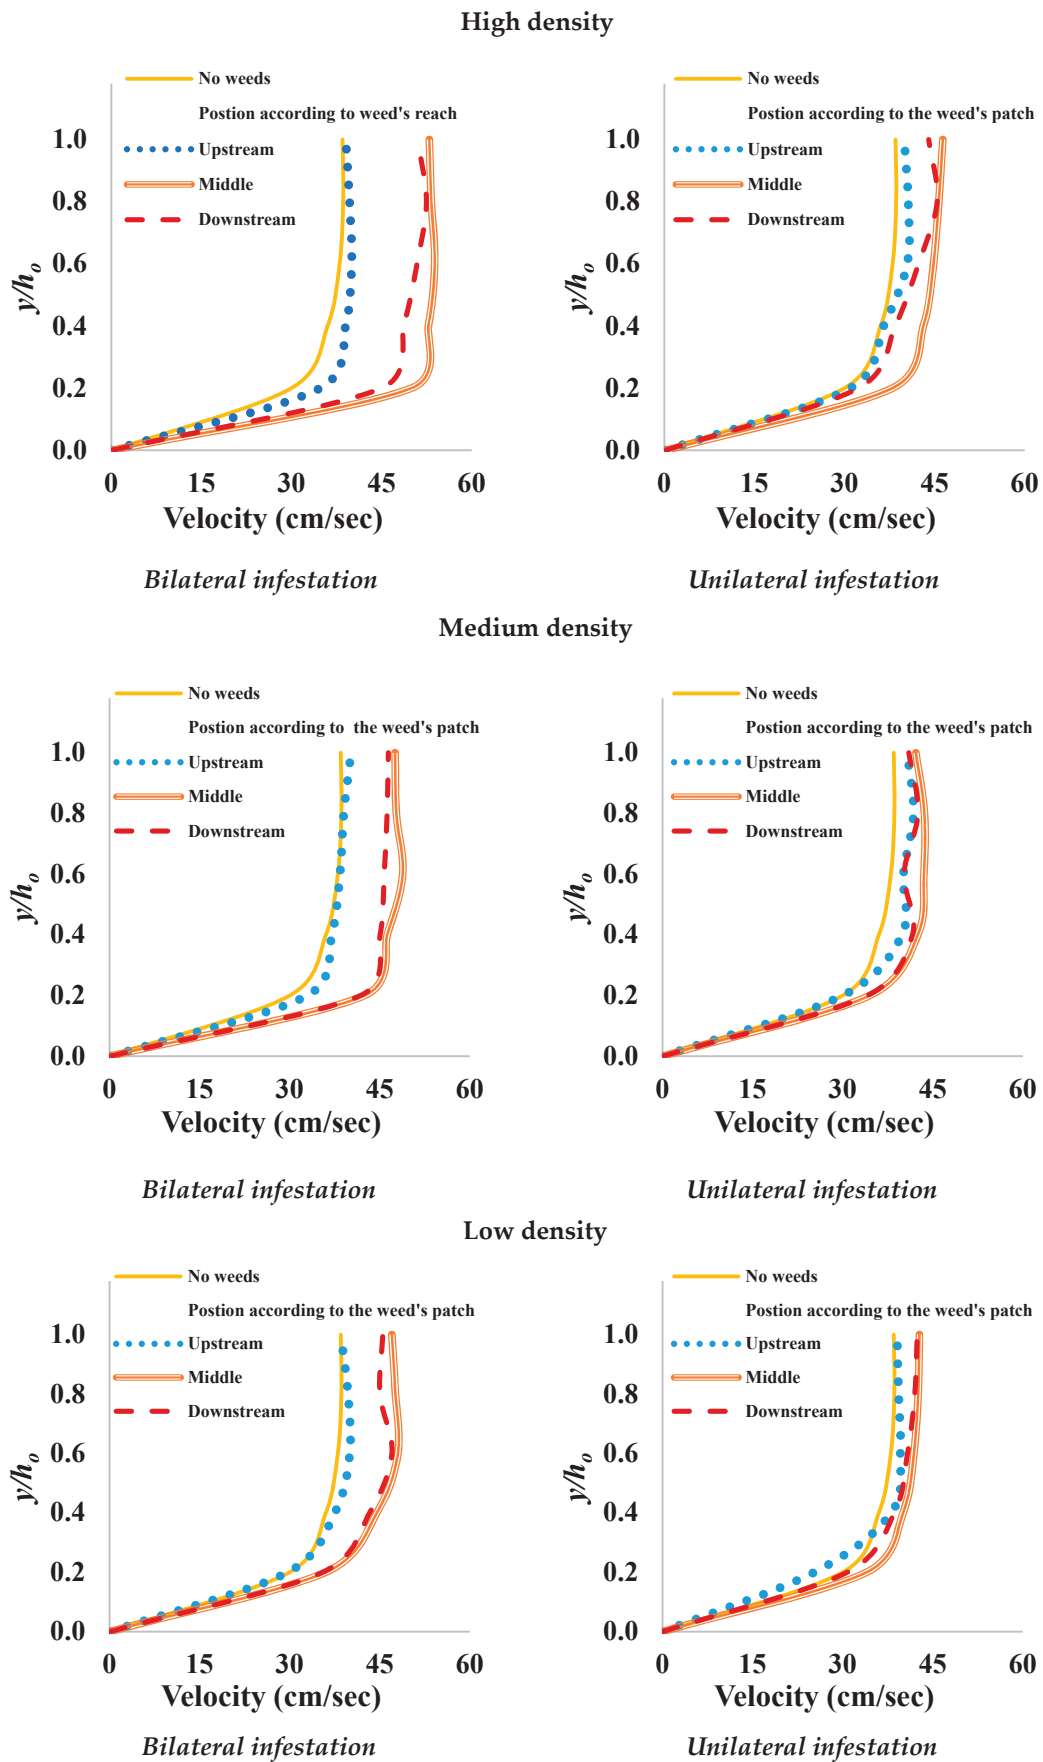 High density
No weeds
Postion according to weed's reach
Upstream
Middle
Downstream
1.0
0.8
0.6
0.4
0.2
0.0
y/ho
0 15 30 45 60
Velocity (cm/sec)
Bilateral infestation
No weeds
Postion according to the weed's patch
Upstream
Middle
Downstream
1.0
0.8
0.6
0.4
0.2
0.0
y/ho
0 15 30 45 60
Velocity (cm/sec)
Unilateral infestation
Medium density
No weeds
Postion according to the weed's patch
Upstream
Middle
Downstream
1.0
0.8
0.6
0.4
0.2
0.0
y/ho
0 15 30 45 60
Velocity (cm/sec)
Bilateral infestation
No weeds
Postion according to the weed's patch
Upstream
Middle
Downstream
1.0
0.8
0.6
0.4
0.2
0.0
y/ho
0 15 30 45 60
Velocity (cm/sec)
Unilateral infestation
Low density
No weeds
Postion according to the weed's patch
Upstream
Middle
Downstream
1.0
0.8
0.6
0.4
0.2
0.0
y/ho
0 15 30 45 60
Velocity (cm/sec)
Bilateral infestation
No weeds
Postion according to the weed's patch
Upstream
Middle
Downstream
1.0
0.8
0.6
0.4
0.2
0.0
y/ho
0 15 30 45 60
Velocity (cm/sec)
Unilateral infestation